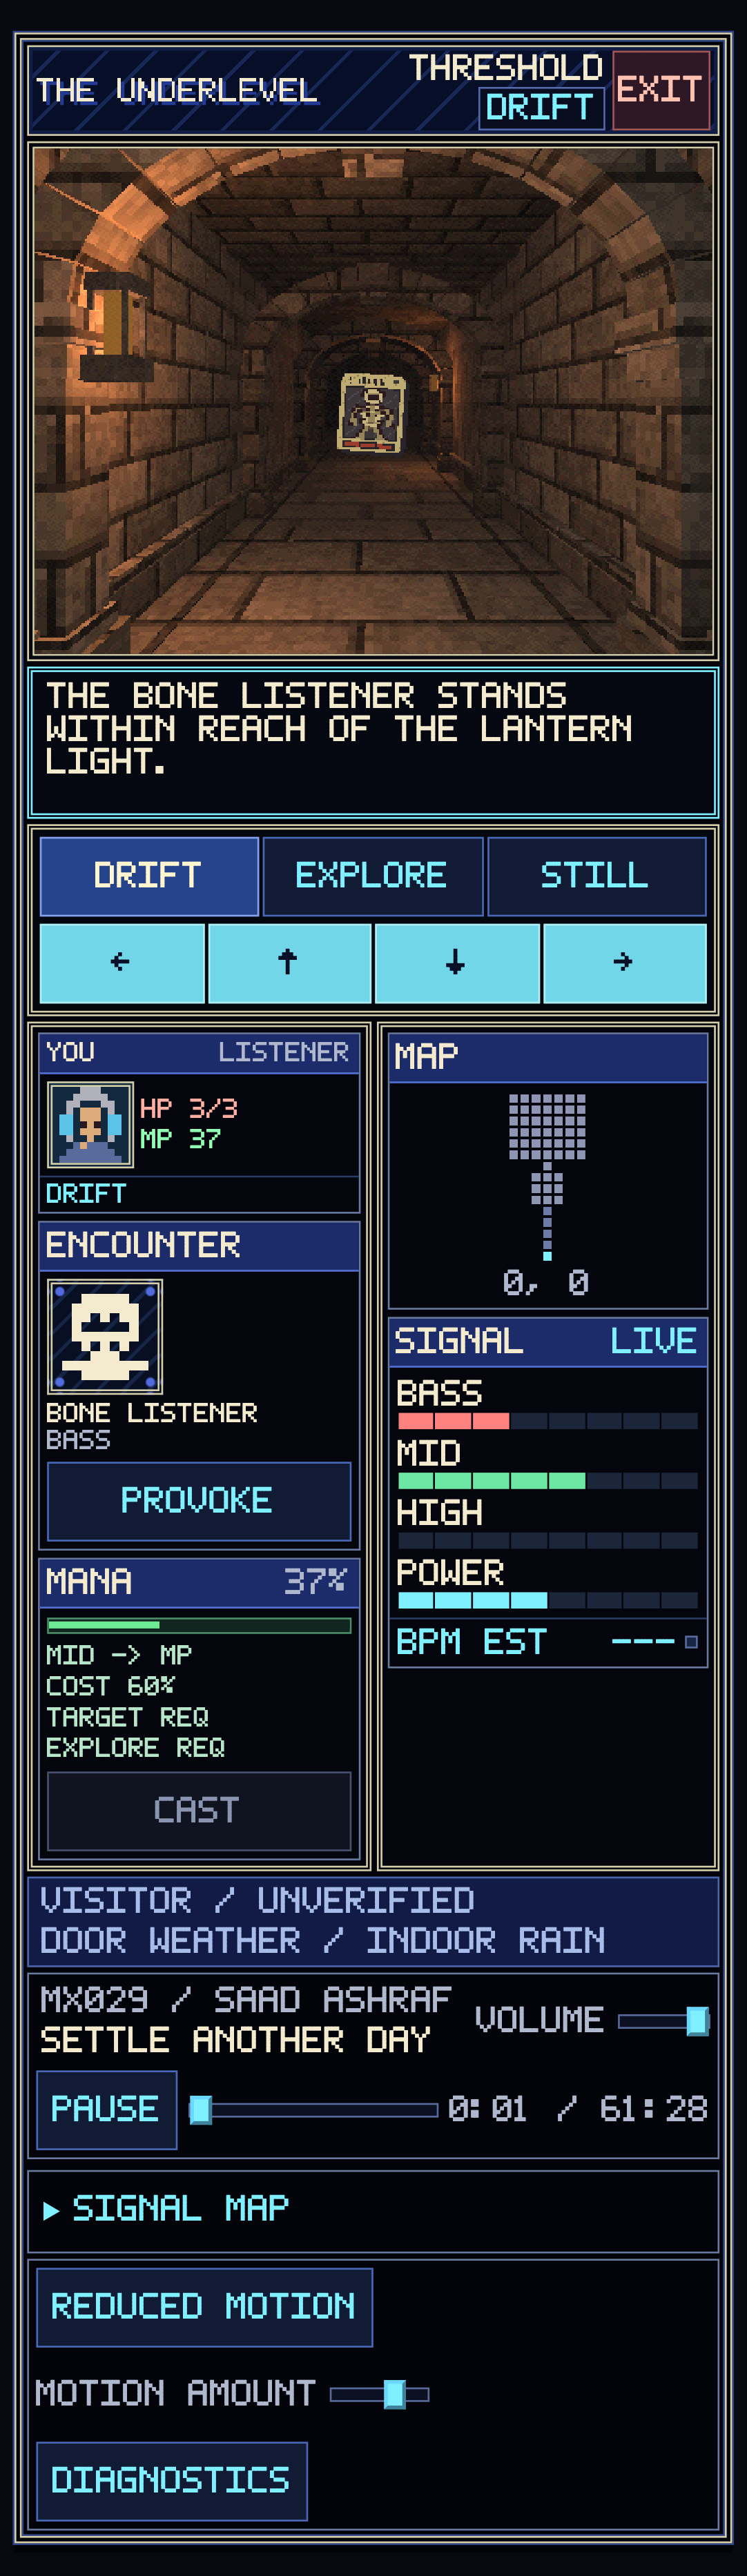 THE UNDERLEVEL
THRESHOLD
DRIFT
EXIT
THE BONE LISTENER STANDS
WITHIN REACH OF THE LANTERN
LIGHT.
DRIFT
EXPLORE
STILL
← ↑ ↓ →
YOU
LISTENER
HP 3/3
MP 37
DRIFT
ENCOUNTER
BONE LISTENER
BASS
PROVOKE
MANA
37%
MID -> MP
COST 60%
TARGET REQ
EXPLORE REQ
CAST
MAP
0, 0
SIGNAL
LIVE
BASS
MID
HIGH
POWER
BPM EST
---
VISITOR / UNVERIFIED
DOOR WEATHER / INDOOR RAIN
MX029 / SAAD ASHRAF
SETTLE ANOTHER DAY
VOLUME
PAUSE
0:01 / 61:28
▶ SIGNAL MAP
REDUCED MOTION
MOTION AMOUNT
DIAGNOSTICS